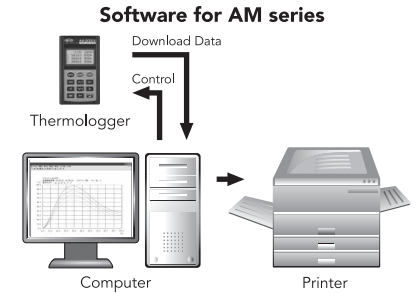 Software for AM series
Download Data
Control
Thermologger
Computer
Printer